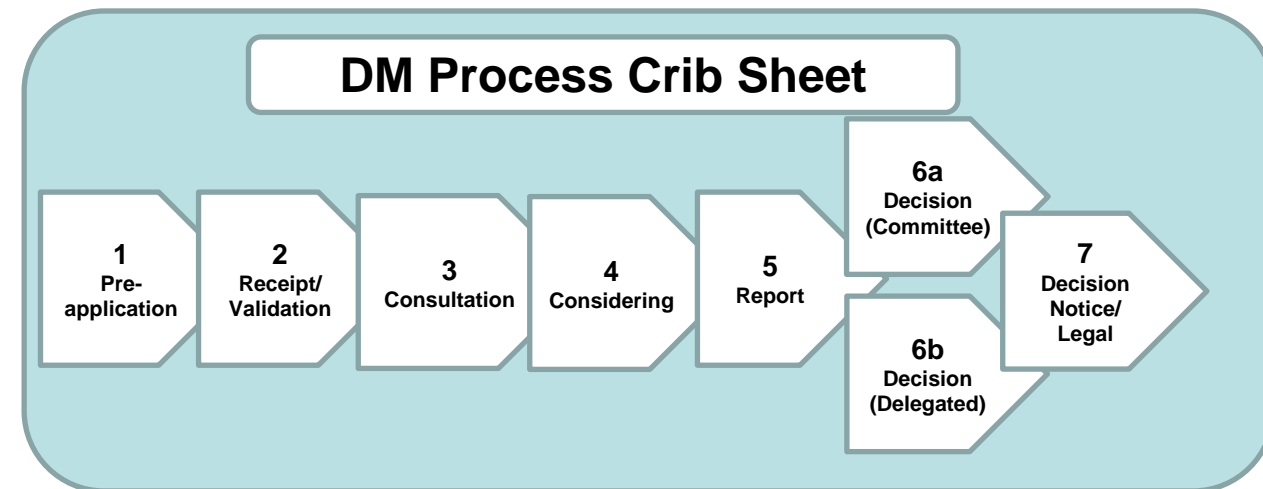 DM Process Crib Sheet
1
Pre-
application
2
Receipt/
Validation
3
Consultation
4
Considering
5
Report
6a
Decision
(Committee)
6b
Decision
(Delegated)
7
Decision
Notice/
Legal